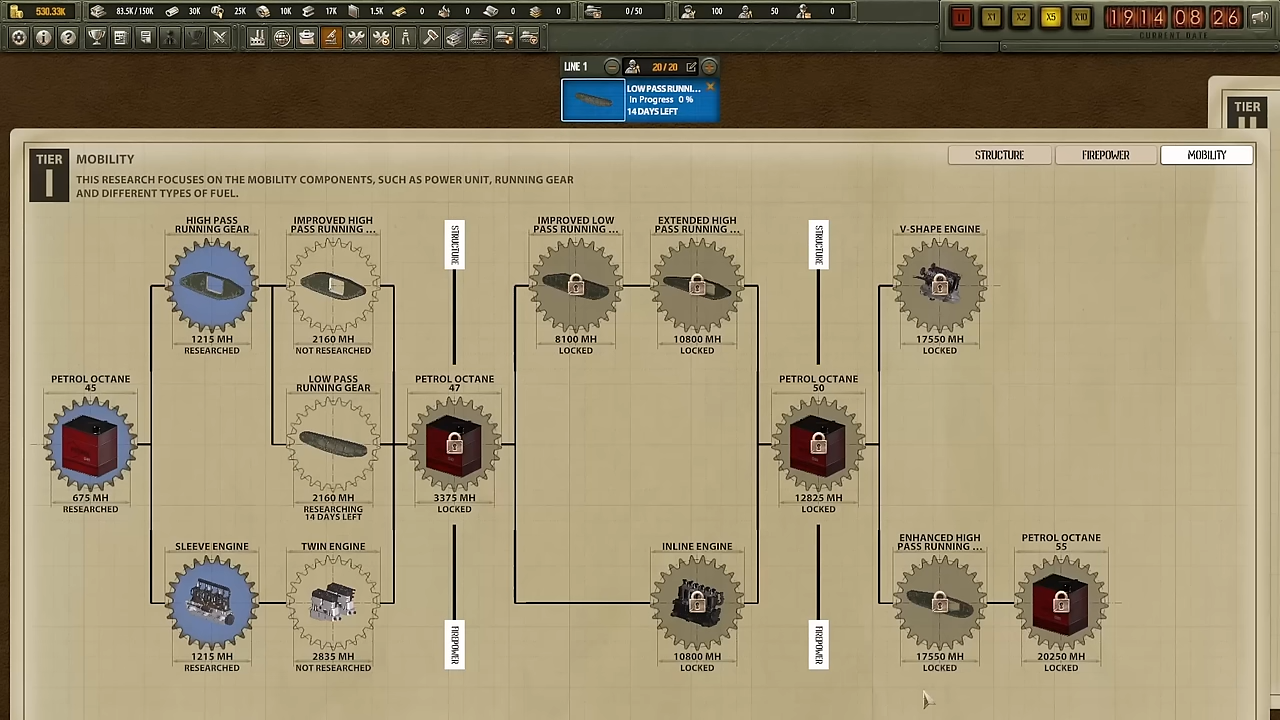 530.33K 83.5K/150K 30K 25K 10K 17K 1.5K 0 0 0 0 0/50 100 50 0
X1 X2 X5 X10 1914 08 26
CURRENT DATE
LINE 1 20/20
LOW PASS RUNNI...
In Progress 0 %
14 DAYS LEFT
TIER
II
TIER
I
MOBILITY
THIS RESEARCH FOCUSES ON THE MOBILITY COMPONENTS, SUCH AS POWER UNIT, RUNNING GEAR
AND DIFFERENT TYPES OF FUEL.
STRUCTURE
FIREPOWER
MOBILITY
HIGH PASS
RUNNING GEAR
1215 MH
RESEARCHED
IMPROVED HIGH
PASS RUNNING ...
2160 MH
NOT RESEARCHED
STRUCTURE
IMPROVED LOW
PASS RUNNING ...
8100 MH
LOCKED
EXTENDED HIGH
PASS RUNNING ...
10800 MH
LOCKED
STRUCTURE
V-SHAPE ENGINE
17550 MH
LOCKED
PETROL OCTANE
45
675 MH
RESEARCHED
LOW PASS
RUNNING GEAR
2160 MH
RESEARCHING
14 DAYS LEFT
PETROL OCTANE
47
3375 MH
LOCKED
PETROL OCTANE
50
12825 MH
LOCKED
SLEEVE ENGINE
1215 MH
RESEARCHED
TWIN ENGINE
2835 MH
NOT RESEARCHED
FIREPOWER
INLINE ENGINE
10800 MH
LOCKED
FIREPOWER
ENHANCED HIGH
PASS RUNNING ...
17550 MH
LOCKED
PETROL OCTANE
55
20250 MH
LOCKED